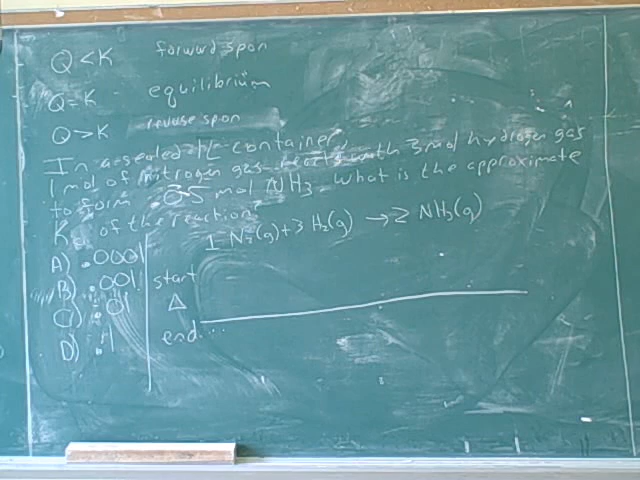 Q < K forward spon
Q = K equilibrium
Q > K reverse spon
In a sealed 1L container,
1 mol of nitrogen gas reacts with 3 mol hydrogen gas
to form .05 mol NH3. What is the approximate
K of the reaction?
1 N2(g) + 3 H2(g) → 2 NH3(g)
A) .0001
B) .001
C) .01
D) .1
start
Δ
end